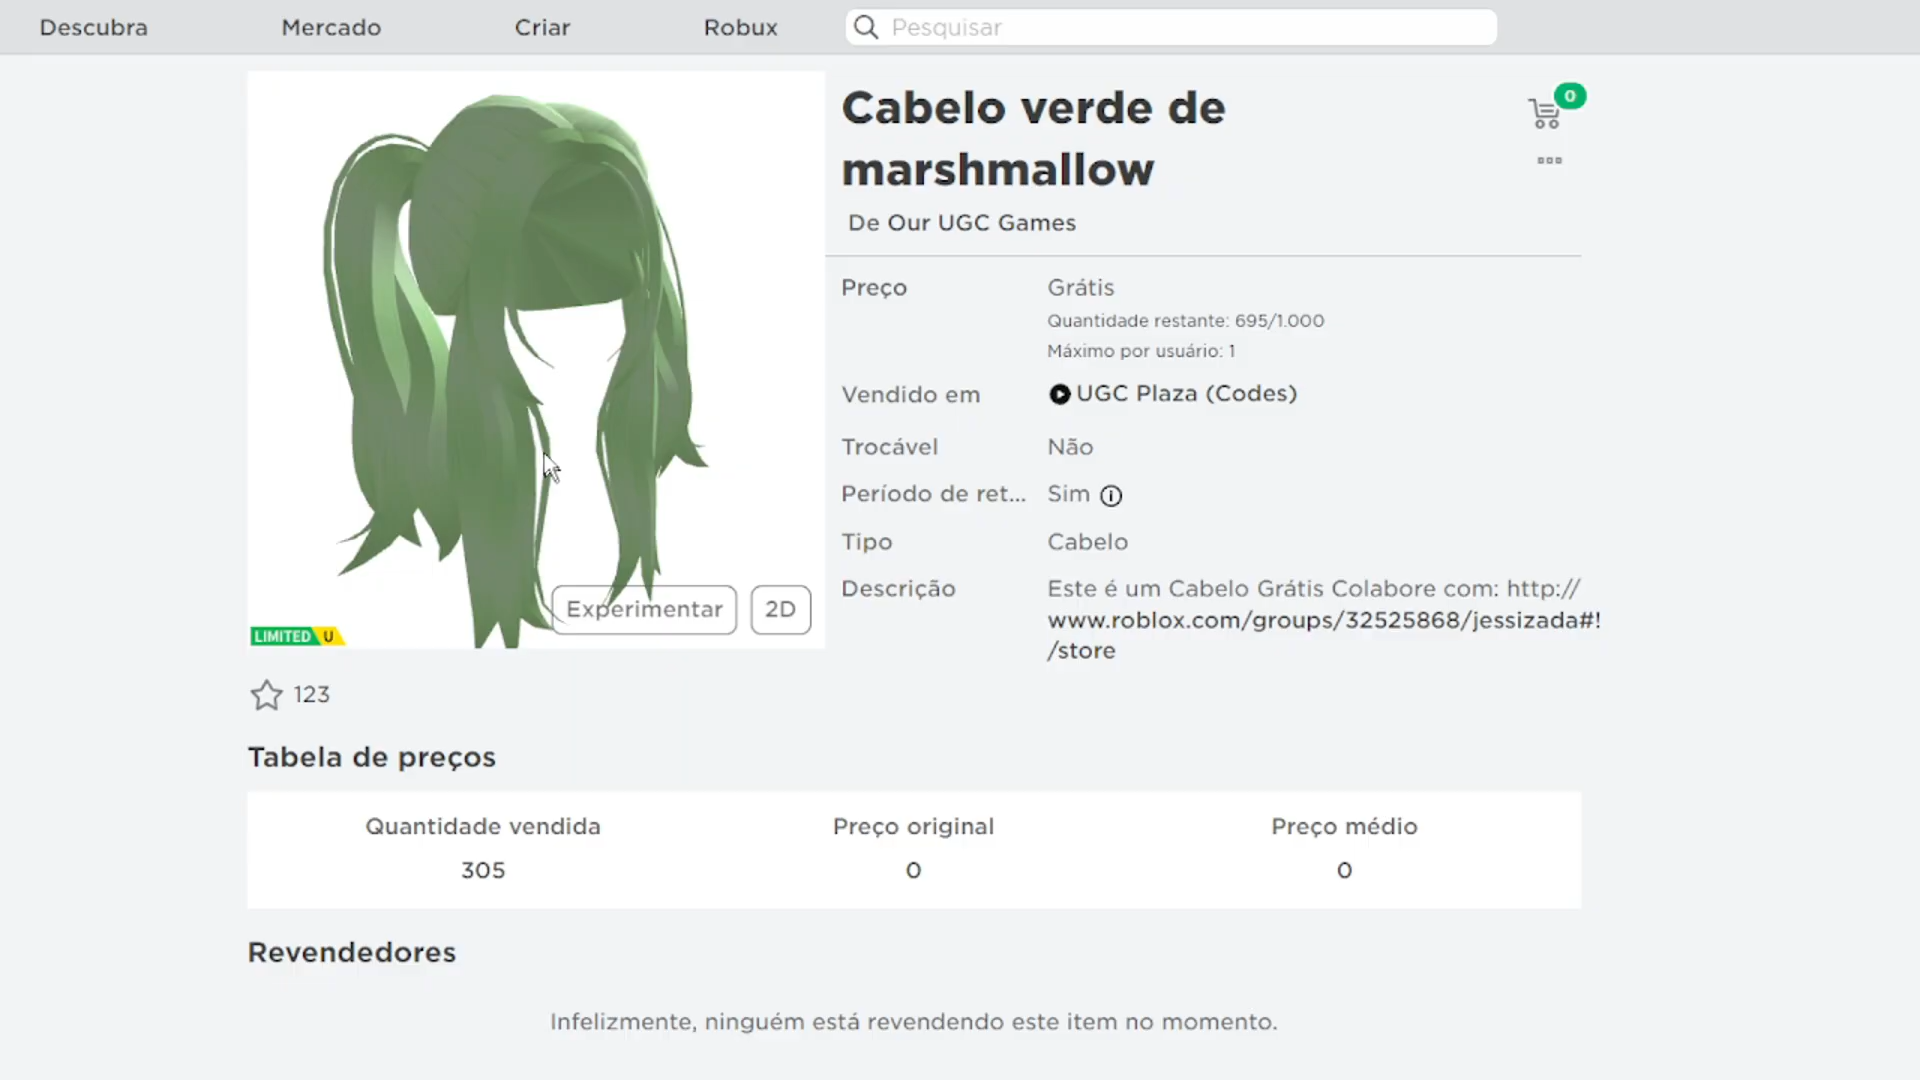 Descubra
Mercado
Criar
Robux
Pesquisar
0
Cabelo verde de
marshmallow
De Our UGC Games
Preço
Grátis
Quantidade restante: 695/1.000
Máximo por usuário: 1
Vendido em
UGC Plaza (Codes)
Trocável
Não
Período de ret...
Sim
Tipo
Cabelo
Descrição
Este é um Cabelo Grátis Colabore com: http://
www.roblox.com/groups/32525868/jessizada#!
/store
Experimentar
2D
LIMITED U
123
Tabela de preços
Quantidade vendida
Preço original
Preço médio
305
0
0
Revendedores
Infelizmente, ninguém está revendendo este item no momento.